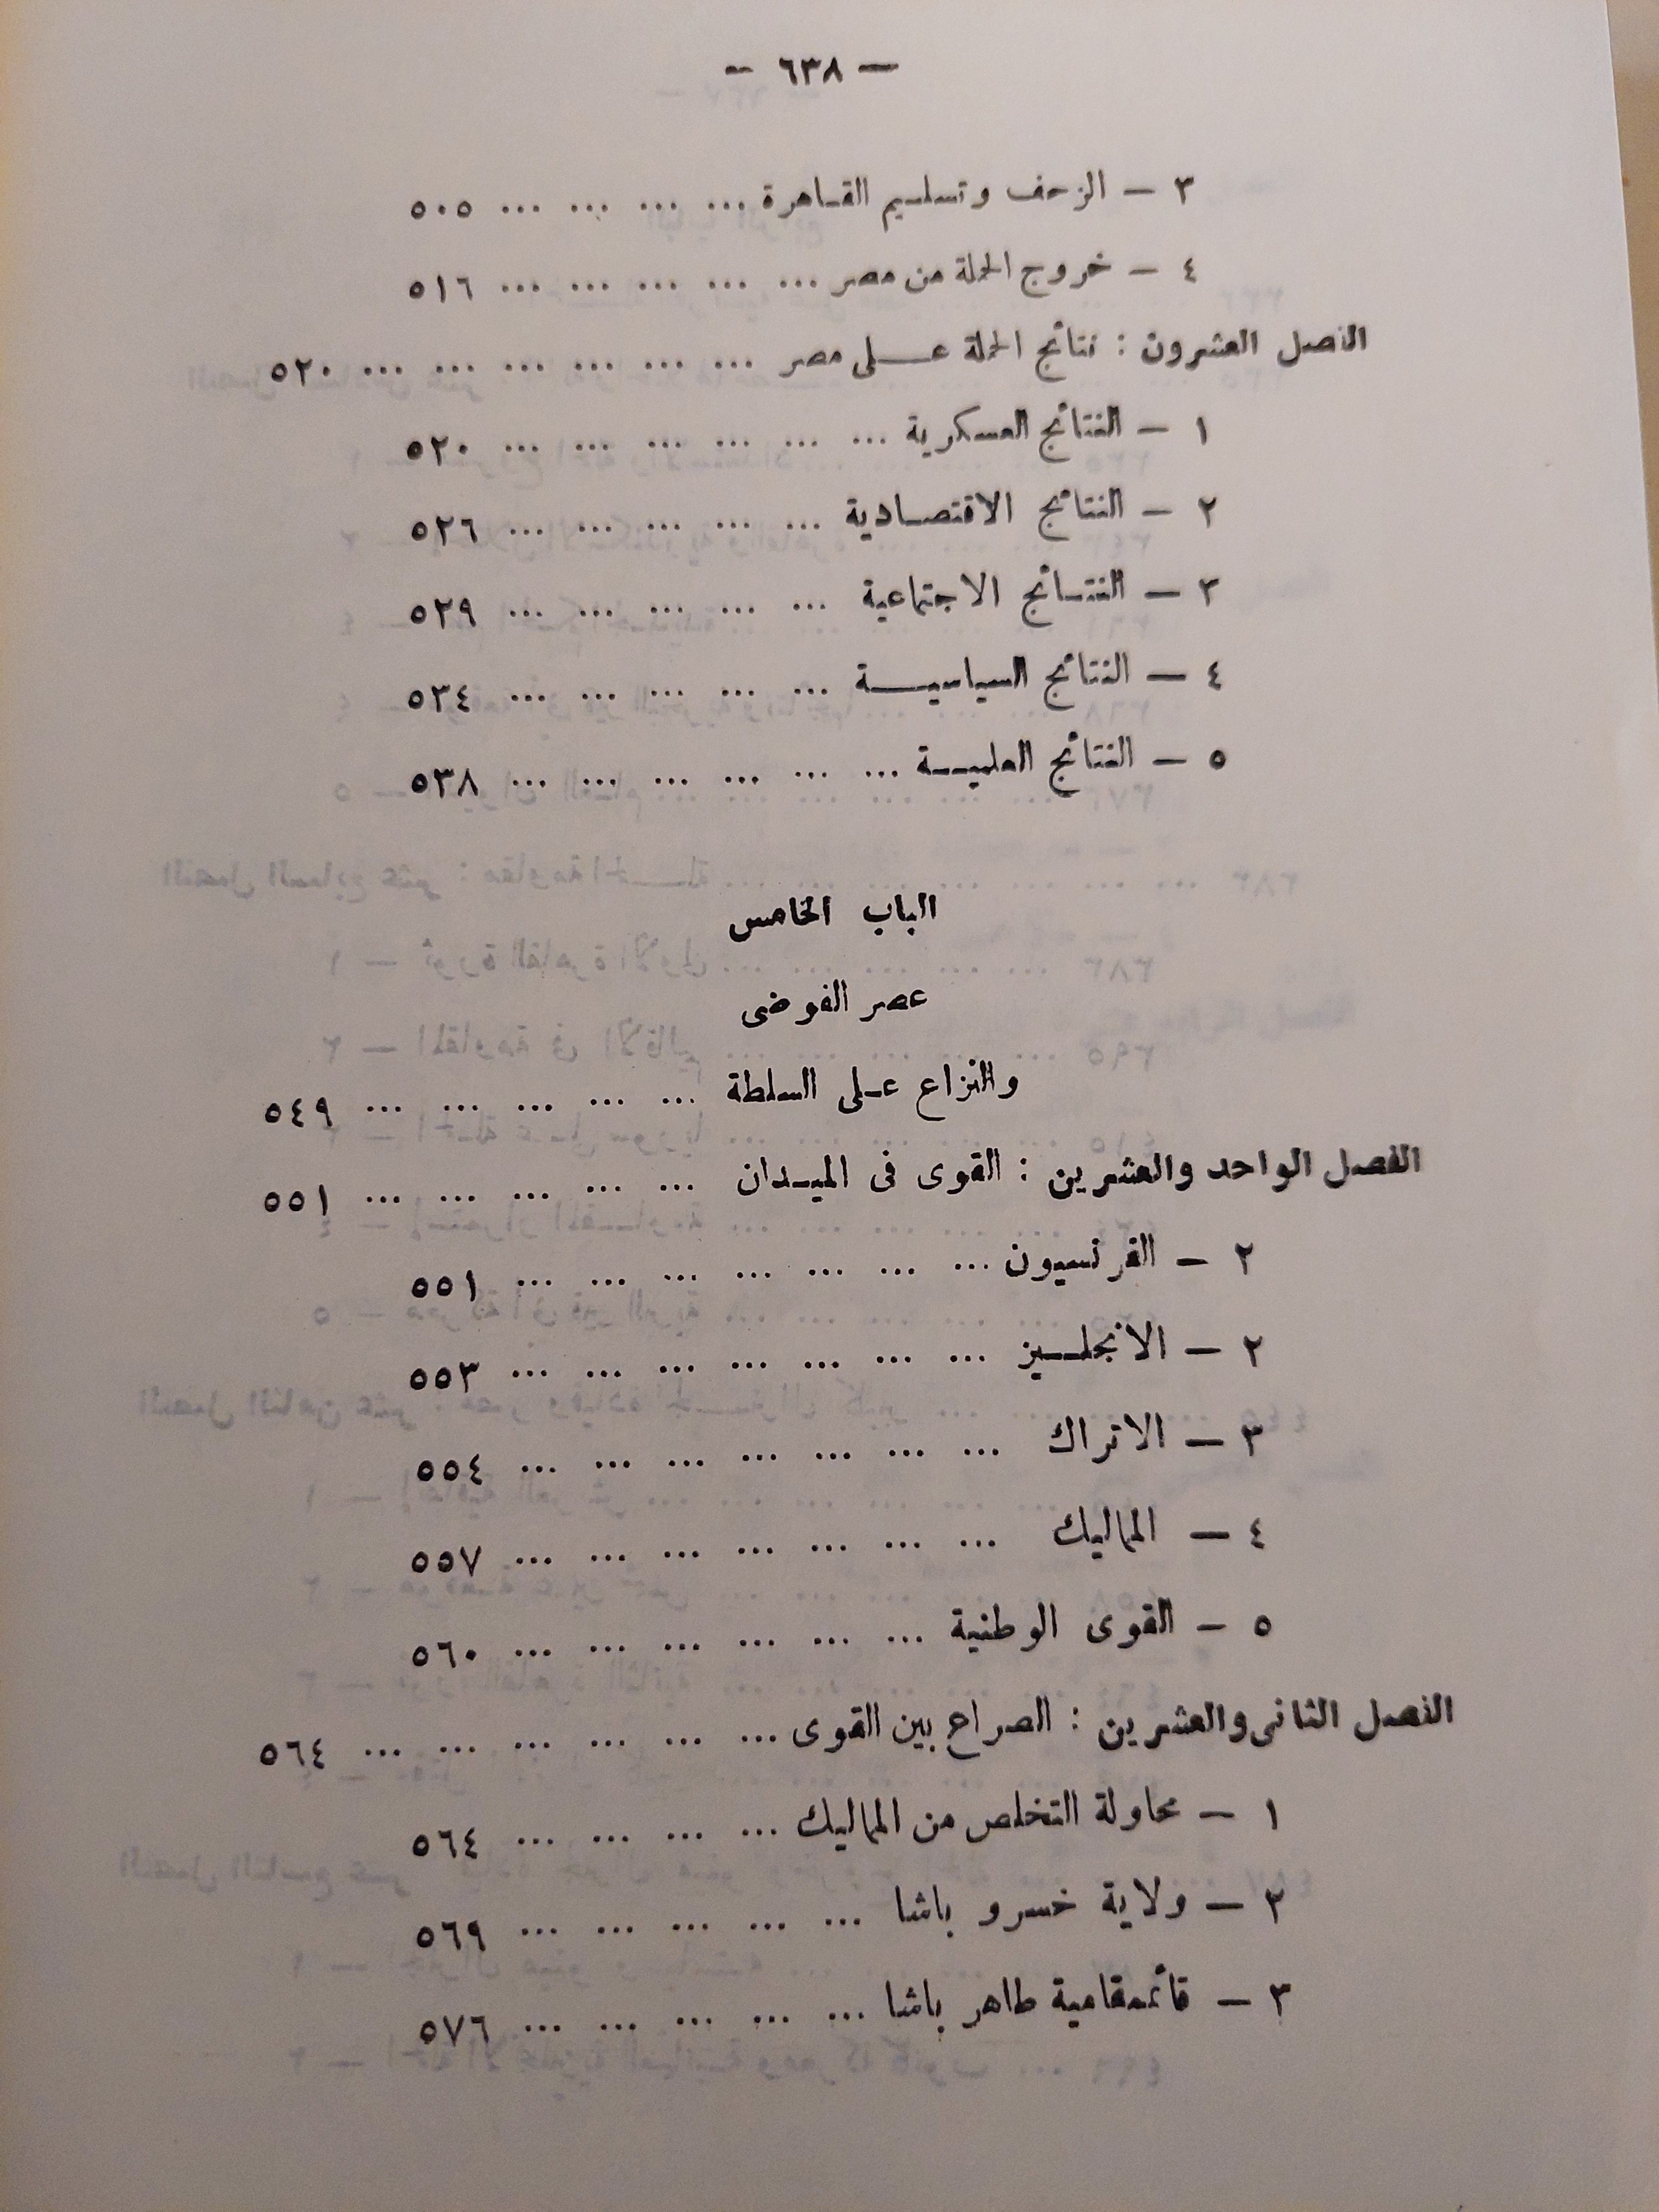 — ٦٣٨ —
٣ — الزحف وتسليم القاهرة ... ... ... ... ٥٠٥
٤ — خروج الحملة من مصر ... ... ... ... ... ٥١٦
الفصل العشرون : نتائج الحملة على مصر ... ... ... ... ... ... ٥٢٠
١ — النتائج العسكرية ... ... ... ... ... ... ٥٢٠
٢ — النتائج الاقتصادية ... ... ... ... ... ٥٢٦
٣ — النتائج الاجتماعية ... ... ... ... ... ٥٢٩
٤ — النتائج السياسية ... ... ... ... ... ٥٣٤
٥ — النتائج العلمية ... ... ... ... ... ... ٥٣٨
الباب الخامس
عصر الفوضى
والنزاع على السلطة ... ... ... ... ... ٥٤٩
الفصل الواحد والعشرين : القوى فى الميدان ... ... ... ... ... ٥٥١
٢ — الفرنسيون ... ... ... ... ... ... ... ٥٥١
٢ — الانجليز ... ... ... ... ... ... ... ٥٥٣
٣ — الاتراك ... ... ... ... ... ... ... ٥٥٤
٤ — المماليك ... ... ... ... ... ... ... ٥٥٧
٥ — القوى الوطنية ... ... ... ... ... ... ٥٦٠
الفصل الثانى والعشرين : الصراع بين القوى ... ... ... ... ... ... ٥٦٤
١ — محاولة التخلص من المماليك ... ... ... ... ٥٦٤
٢ — ولاية خسرو باشا ... ... ... ... ... ٥٦٩
٣ — قائممقامية طاهر باشا ... ... ... ... ... ٥٧٦